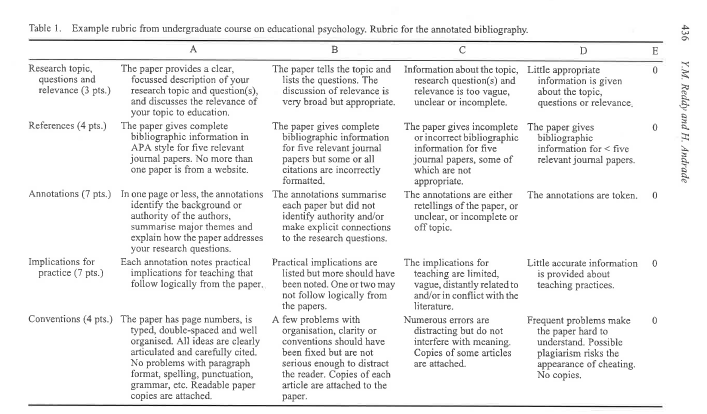 Table 1. Example rubric from undergraduate course on educational psychology. Rubric for the annotated bibliography.
A B C D E
Research topic, questions and relevance (3 pts.)
The paper provides a clear, focussed description of your research topic and question(s), and discusses the relevance of your topic to education.
The paper tells the topic and lists the questions. The discussion of relevance is very broad but appropriate.
Information about the topic, research question(s) and relevance is too vague, unclear or incomplete.
Little appropriate information is given about the topic, questions or relevance.
0
References (4 pts.)
The paper gives complete bibliographic information in APA style for five relevant journal papers. No more than one paper is from a website.
The paper gives complete bibliographic information for five relevant journal papers but some or all citations are incorrectly formatted.
The paper gives incomplete or incorrect bibliographic information for five journal papers, some of which are not appropriate.
The paper gives bibliographic information for < five relevant journal papers.
0
Annotations (7 pts.)
In one page or less, the annotations identify the background or authority of the authors, summarise major themes and explain how the paper addresses your research questions.
The annotations summarise each paper but did not identify authority and/or make explicit connections to the research questions.
The annotations are either retellings of the paper, or unclear, or incomplete or off topic.
The annotations are token.
0
Implications for practice (7 pts.)
Each annotation notes practical implications for teaching that follow logically from the paper.
Practical implications are listed but more should have been noted. One or two may not follow logically from the papers.
The implications for teaching are limited, vague, distantly related to and/or in conflict with the literature.
Little accurate information is provided about teaching practices.
0
Conventions (4 pts.)
The paper has page numbers, is typed, double-spaced and well organised. All ideas are clearly articulated and carefully cited. No problems with paragraph format, spelling, punctuation, grammar, etc. Readable paper copies are attached.
A few problems with organisation, clarity or conventions should have been fixed but are not serious enough to distract the reader. Copies of each article are attached to the paper.
Numerous errors are distracting but do not interfere with meaning. Copies of some articles are attached.
Frequent problems make the paper hard to understand. Possible plagiarism risks the appearance of cheating. No copies.
0
436 Y.M. Reddy and H. Andrade